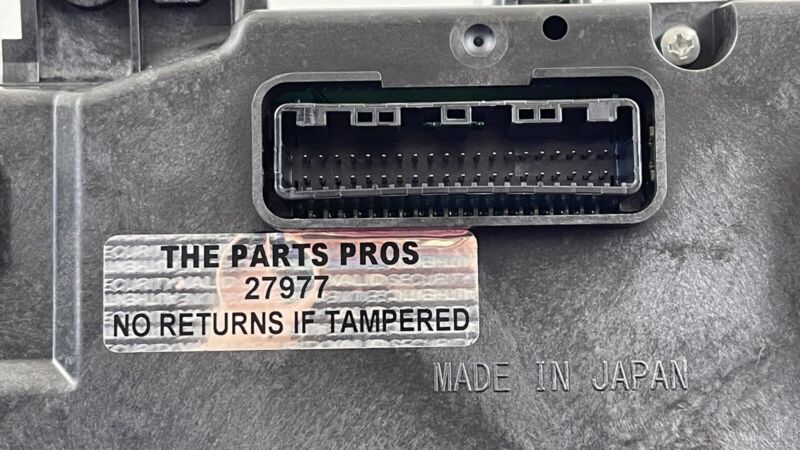 THE PARTS PROS
27977
NO RETURNS IF TAMPERED
MADE IN JAPAN